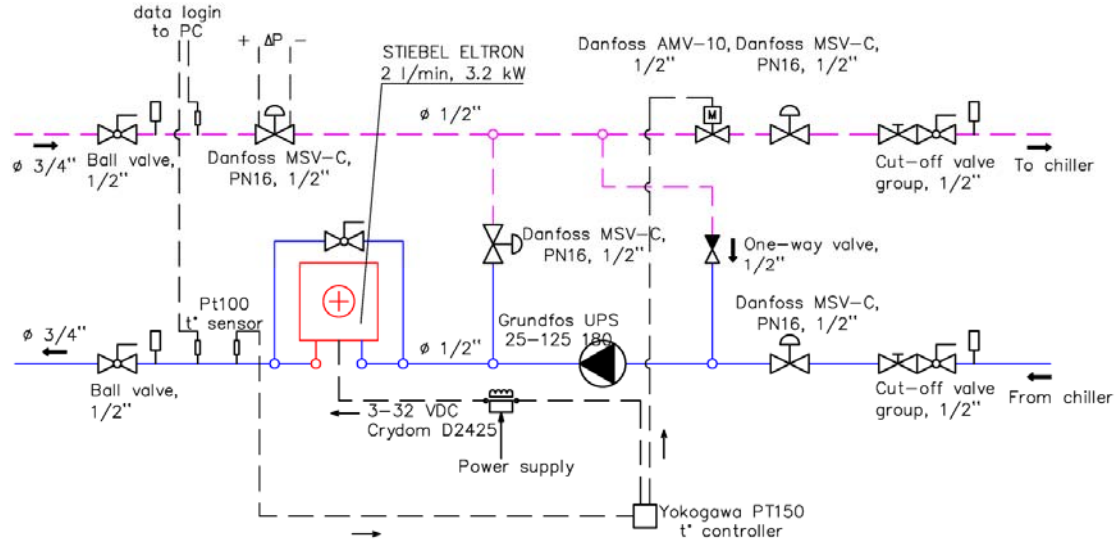 data login
to PC
+ ΔP -
STIEBEL ELTRON
2 l/min, 3.2 kW
Danfoss AMV-10,
1/2"
Danfoss MSV-C,
PN16, 1/2"
M
ø 1/2"
ø 3/4"
Ball valve,
1/2"
Danfoss MSV-C,
PN16, 1/2"
Cut-off valve
group, 1/2"
To chiller
Danfoss MSV-C,
PN16, 1/2"
One-way valve,
1/2"
Pt100
t° sensor
ø 3/4"
ø 1/2"
Grundfos UPS
25-125 180
Danfoss MSV-C,
PN16, 1/2"
Ball valve,
1/2"
3-32 VDC
Crydom D2425
Cut-off valve
group, 1/2"
From chiller
Power supply
Yokogawa PT150
t° controller